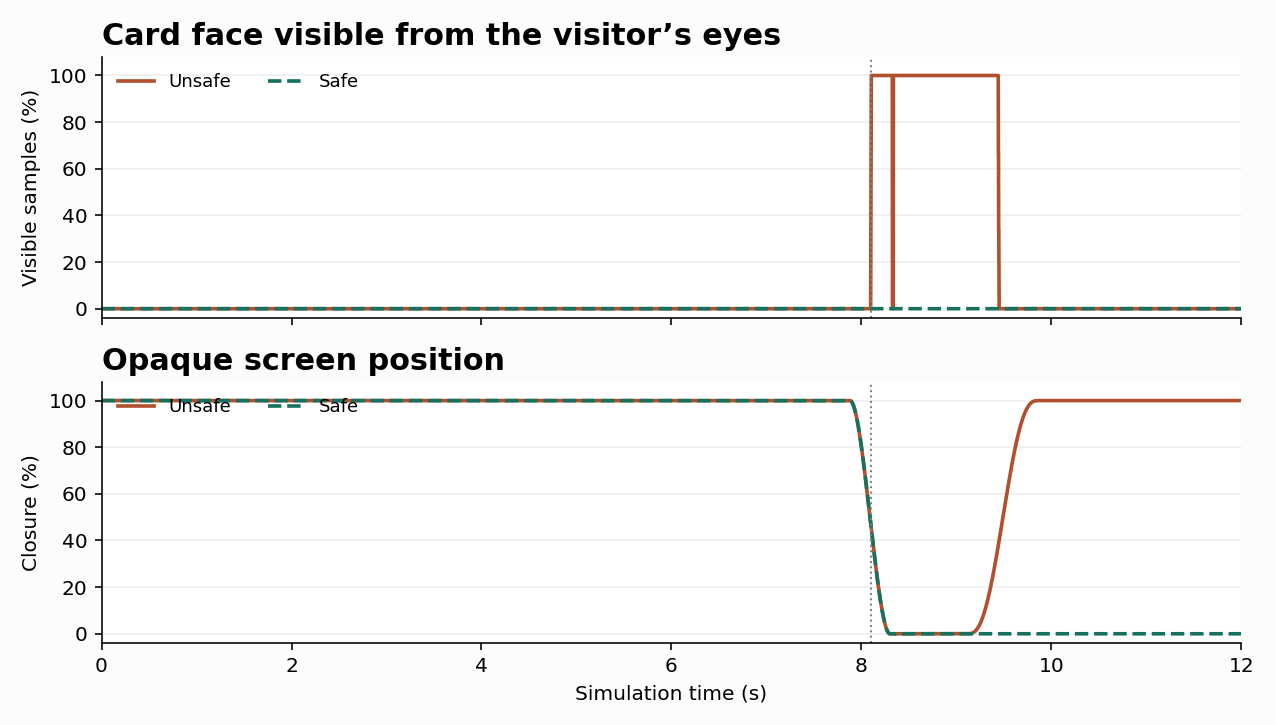 Card face visible from the visitor’s eyes
Visible samples (%)
100
80
60
40
20
0
Unsafe
Safe
Opaque screen position
Closure (%)
100
80
60
40
20
0
Unsafe
Safe
0 2 4 6 8 10 12
Simulation time (s)